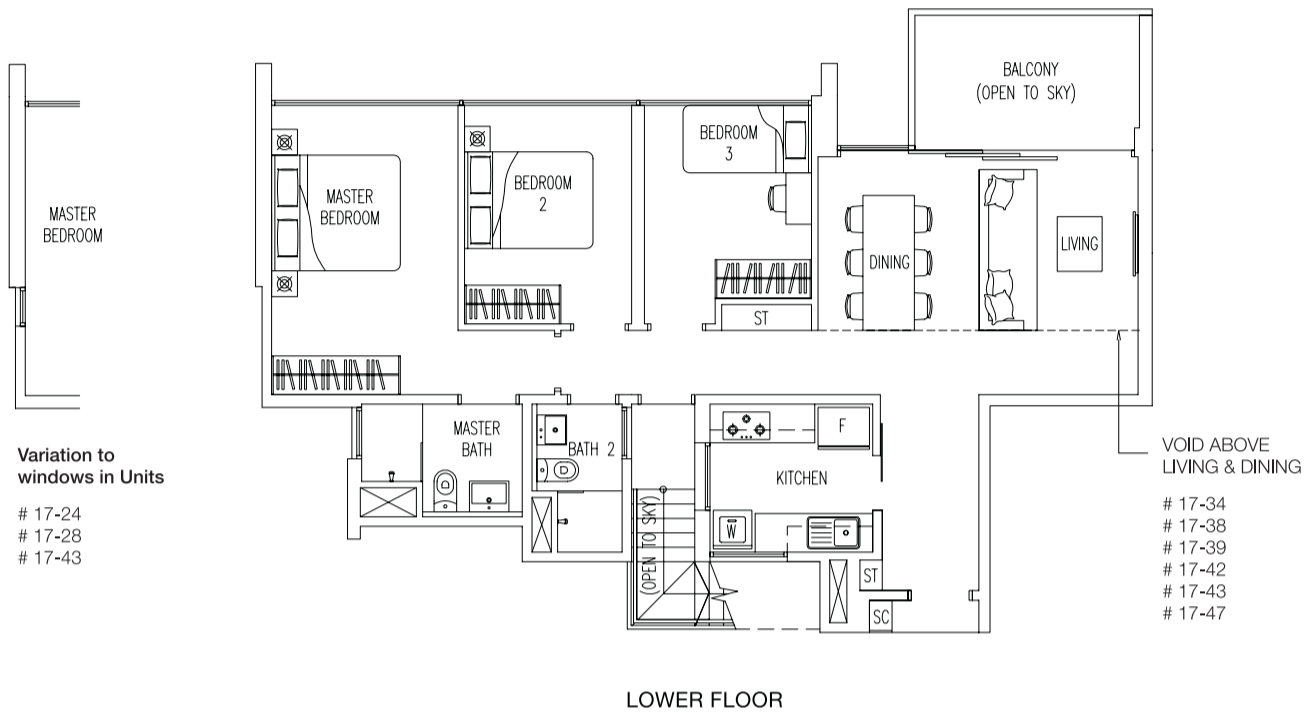 BALCONY
(OPEN TO SKY)
MASTER
BEDROOM
MASTER
BEDROOM
BEDROOM
2
BEDROOM
3
DINING
LIVING
ST
MASTER
BATH
BATH 2
F
KITCHEN
W
(OPEN TO SKY)
ST
SC
Variation to
windows in Units
# 17-24
# 17-28
# 17-43
VOID ABOVE
LIVING & DINING
# 17-34
# 17-38
# 17-39
# 17-42
# 17-43
# 17-47
LOWER FLOOR